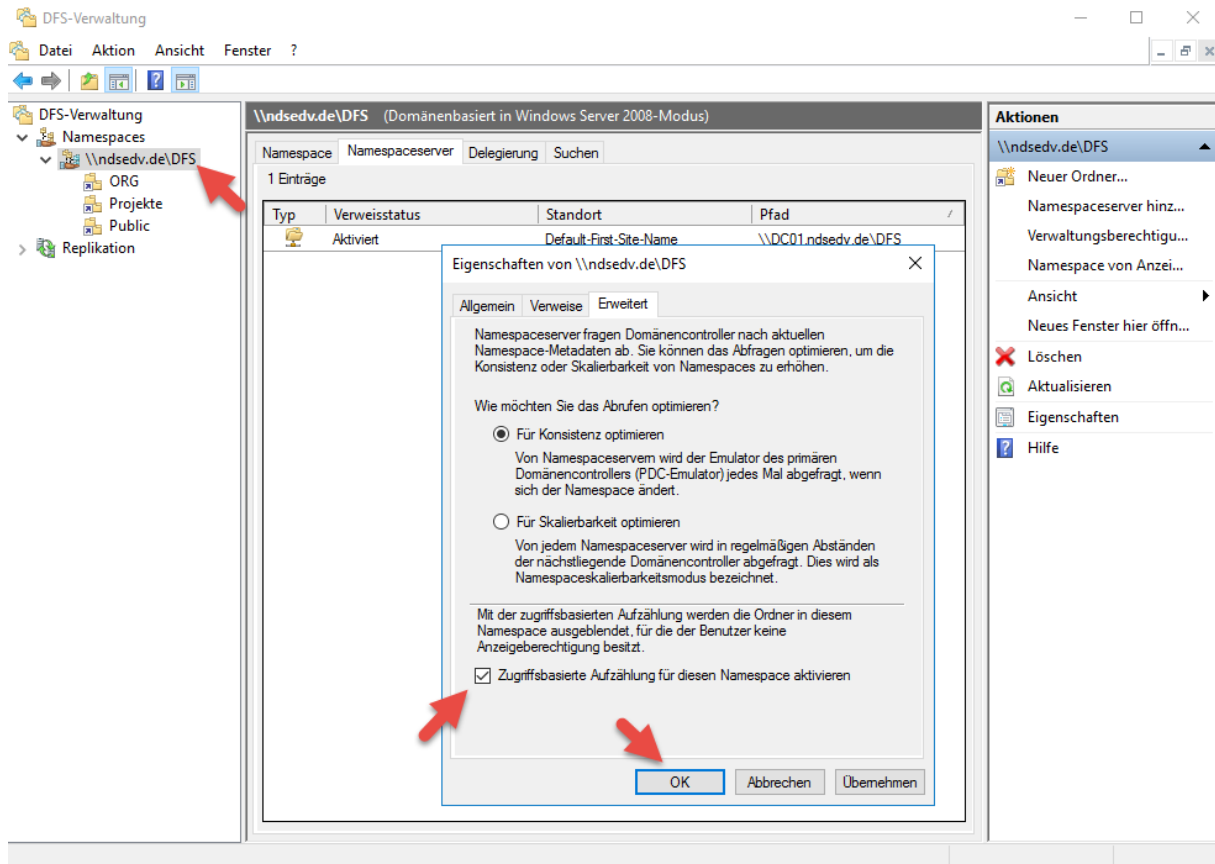 DFS-Verwaltung
Datei Aktion Ansicht Fenster ?
DFS-Verwaltung
Namespaces
\\ndsedv.de\DFS
ORG
Projekte
Public
Replikation
\\ndsedv.de\DFS (Domänenbasiert in Windows Server 2008-Modus)
Namespace Namespaceserver Delegierung Suchen
1 Einträge
Typ Verweisstatus Standort Pfad
Aktiviert Default-First-Site-Name \\DC01.ndsedv.de\DFS
Eigenschaften von \\ndsedv.de\DFS
Allgemein Verweise Erweitert
Namespaceserver fragen Domänencontroller nach aktuellen
Namespace-Metadaten ab. Sie können das Abfragen optimieren, um die
Konsistenz oder Skalierbarkeit von Namespaces zu erhöhen.
Wie möchten Sie das Abrufen optimieren?
Für Konsistenz optimieren
Von Namespaceservern wird der Emulator des primären
Domänencontrollers (PDC-Emulator) jedes Mal abgefragt, wenn
sich der Namespace ändert.
Für Skalierbarkeit optimieren
Von jedem Namespaceserver wird in regelmäßigen Abständen
der nächstliegende Domänencontroller abgefragt. Dies wird als
Namespaceskalierbarkeitsmodus bezeichnet.
Mit der zugriffsbasierten Aufzählung werden die Ordner in diesem
Namespace ausgeblendet, für die der Benutzer keine
Anzeigeberechtigung besitzt.
Zugriffsbasierte Aufzählung für diesen Namespace aktivieren
OK Abbrechen Übernehmen
Aktionen
\\ndsedv.de\DFS
Neuer Ordner...
Namespaceserver hinz...
Verwaltungsberechtigu...
Namespace von Anzei...
Ansicht
Neues Fenster hier öffn...
Löschen
Aktualisieren
Eigenschaften
Hilfe